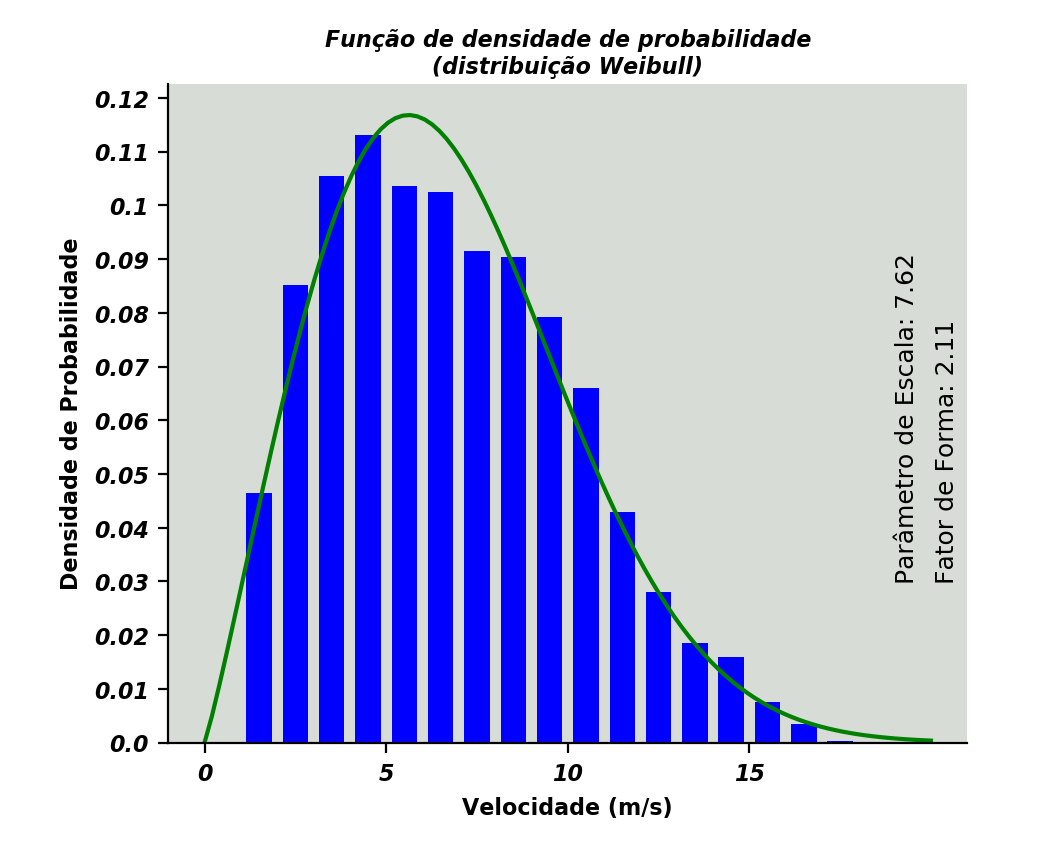 Função de densidade de probabilidade
(distribuição Weibull)
0.12
0.11
0.1
0.09
0.08
0.07
0.06
0.05
0.04
0.03
0.02
0.01
0.0
Densidade de Probabilidade
0 5 10 15
Velocidade (m/s)
Parâmetro de Escala: 7.62
Fator de Forma: 2.11